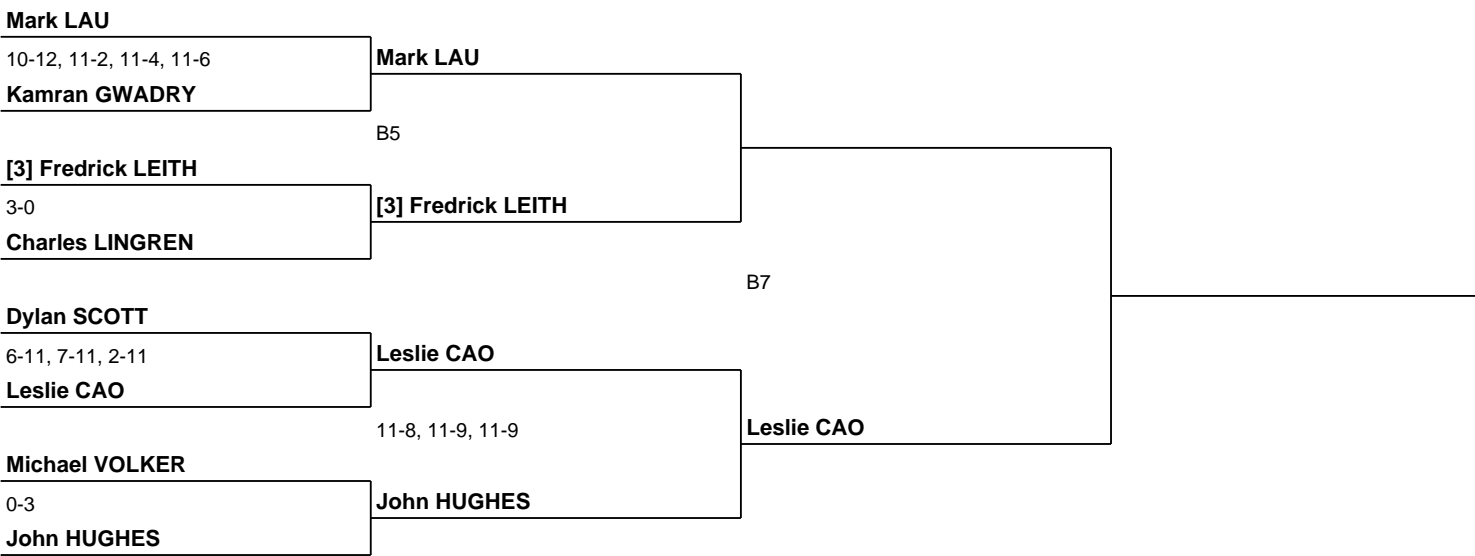 Mark LAU
10-12, 11-2, 11-4, 11-6
Mark LAU
Kamran GWADRY
B5
[3] Fredrick LEITH
3-0
[3] Fredrick LEITH
Charles LINGREN
B7
Dylan SCOTT
6-11, 7-11, 2-11
Leslie CAO
Leslie CAO
11-8, 11-9, 11-9
Leslie CAO
Michael VOLKER
0-3
John HUGHES
John HUGHES